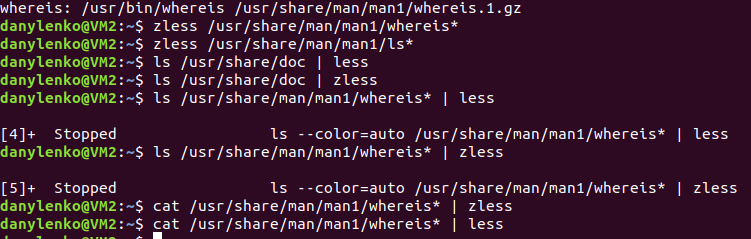 whereis: /usr/bin/whereis /usr/share/man/man1/whereis.1.gz
danylenko@VM2:~$ zless /usr/share/man/man1/whereis*
danylenko@VM2:~$ zless /usr/share/man/man1/ls*
danylenko@VM2:~$ ls /usr/share/doc | less
danylenko@VM2:~$ ls /usr/share/doc | zless
danylenko@VM2:~$ ls /usr/share/man/man1/whereis* | less
[4]+  Stopped                 ls --color=auto /usr/share/man/man1/whereis* | less
danylenko@VM2:~$ ls /usr/share/man/man1/whereis* | zless
[5]+  Stopped                 ls --color=auto /usr/share/man/man1/whereis* | zless
danylenko@VM2:~$ cat /usr/share/man/man1/whereis* | zless
danylenko@VM2:~$ cat /usr/share/man/man1/whereis* | less
danylenko@VM2:~$